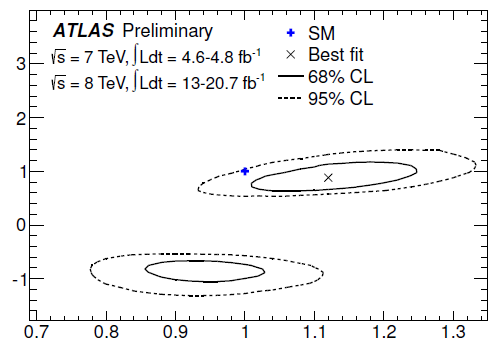 ATLAS Preliminary
√s = 7 TeV, ∫Ldt = 4.6-4.8 fb⁻¹
√s = 8 TeV, ∫Ldt = 13-20.7 fb⁻¹
SM
Best fit
68% CL
95% CL
3
2
1
0
-1
0.7 0.8 0.9 1 1.1 1.2 1.3